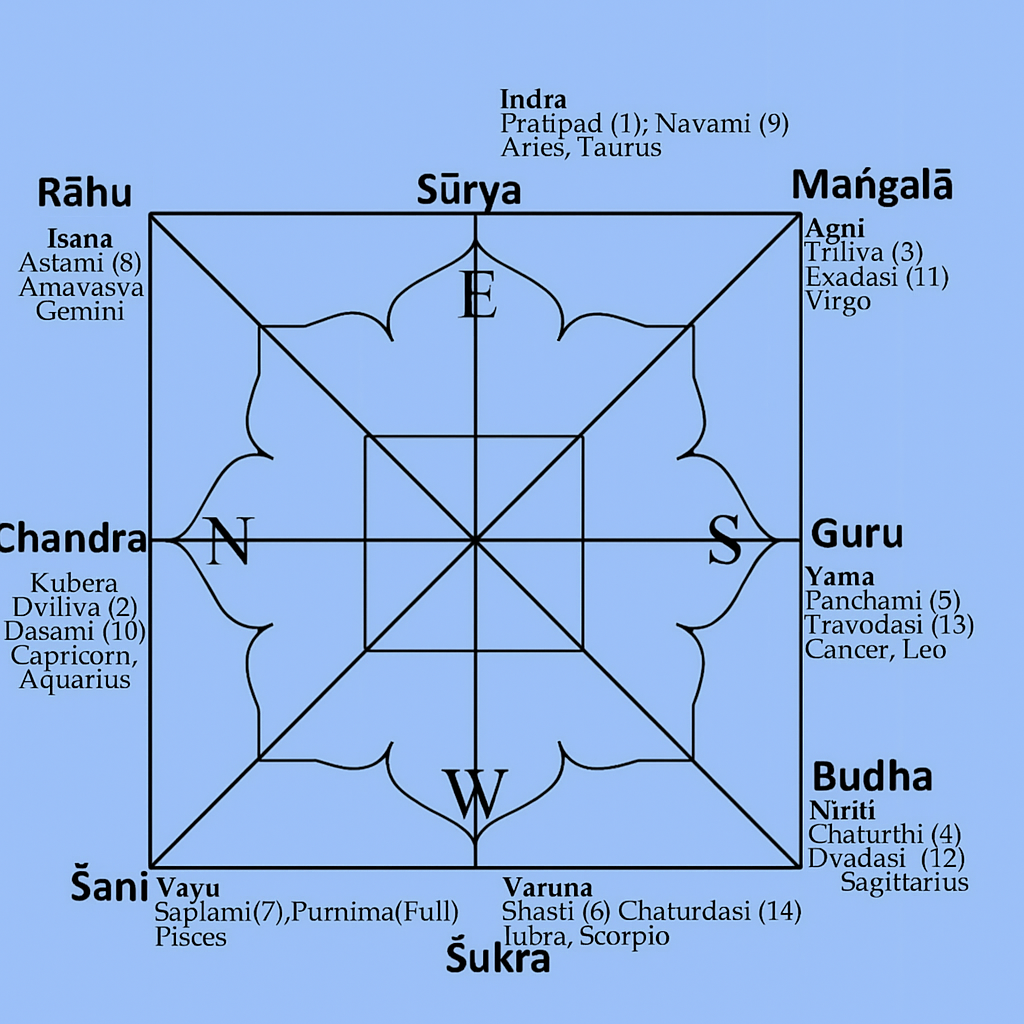 Indra
Pratipad (1); Navami (9)
Aries, Taurus
Rāhu
Sūrya
Mańgalā
Isana
Astami (8)
Amavasva
Gemini
Agni
Triliva (3)
Exadasi (11)
Virgo
E
Chandra
N
S
Guru
Kubera
Dviliva (2)
Dasami (10)
Capricorn,
Aquarius
Yama
Panchami (5)
Travodasi (13)
Cancer, Leo
W
Budha
Niriti
Chaturthi (4)
Dvadasi (12)
Sagittarius
Šani
Vayu
Saplami(7),Purnima(Full)
Pisces
Varuna
Shasti (6) Chaturdasi (14)
Iubra, Scorpio
Šukra